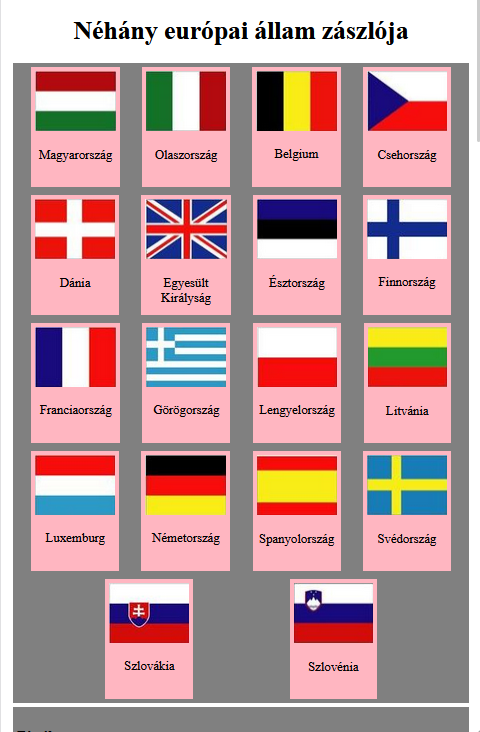 Néhány európai állam zászlója
Magyarország
Olaszország
Belgium
Csehország
Dánia
Egyesült
Királyság
Észtország
Finnország
Franciaország
Görögország
Lengyelország
Litvánia
Luxemburg
Németország
Spanyolország
Svédország
Szlovákia
Szlovénia